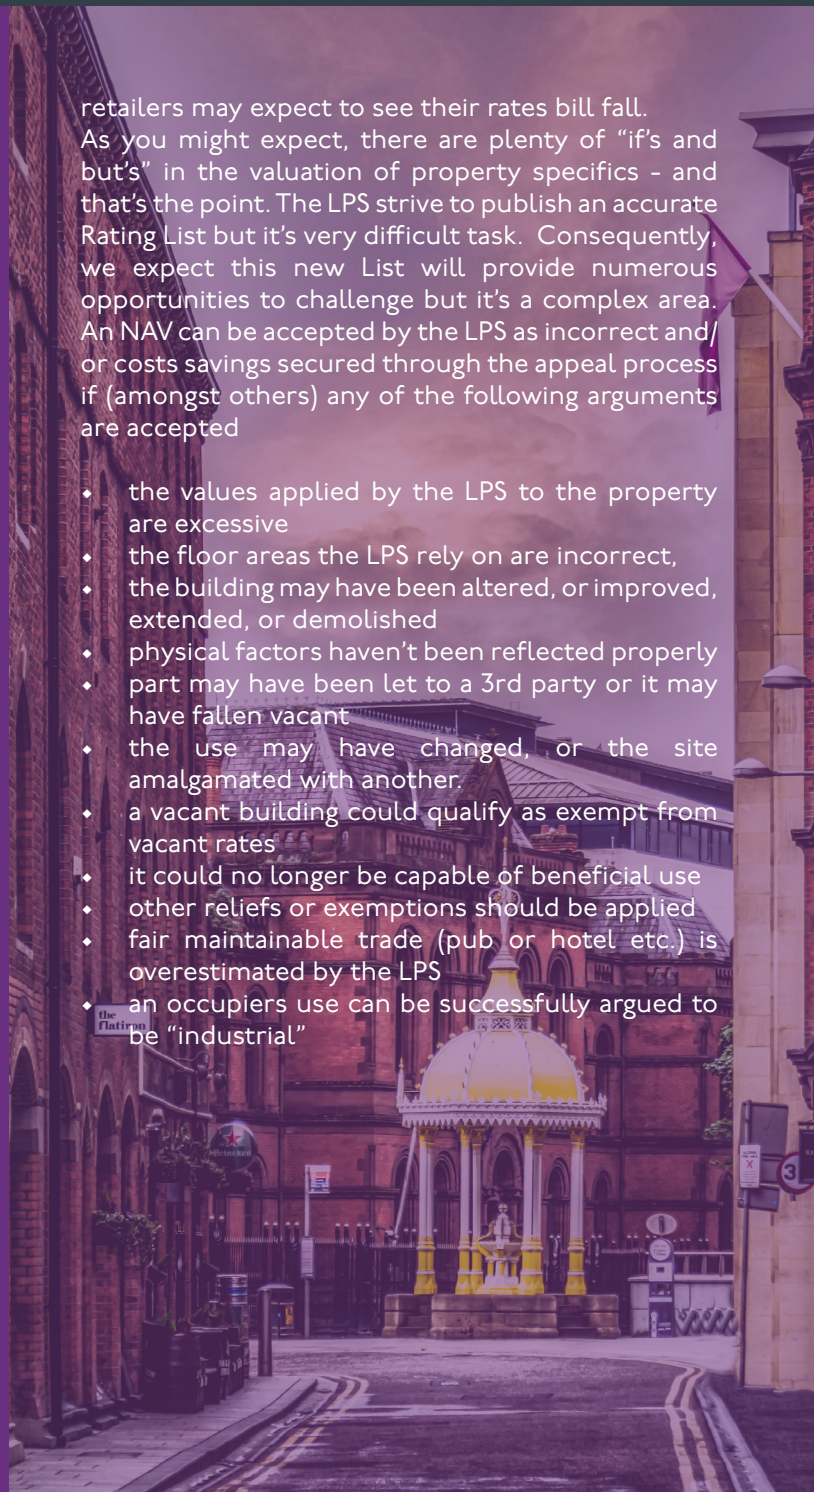 retailers may expect to see their rates bill fall.
As you might expect, there are plenty of “if’s and
but’s” in the valuation of property specifics - and
that’s the point. The LPS strive to publish an accurate
Rating List but it’s very difficult task. Consequently,
we expect this new List will provide numerous
opportunities to challenge but it’s a complex area.
An NAV can be accepted by the LPS as incorrect and/
or costs savings secured through the appeal process
if (amongst others) any of the following arguments
are accepted
• the values applied by the LPS to the property
are excessive
• the floor areas the LPS rely on are incorrect,
• the building may have been altered, or improved,
extended, or demolished
• physical factors haven’t been reflected properly
• part may have been let to a 3rd party or it may
have fallen vacant
• the use may have changed, or the site
amalgamated with another.
• a vacant building could qualify as exempt from
vacant rates
• it could no longer be capable of beneficial use
• other reliefs or exemptions should be applied
• fair maintainable trade (pub or hotel etc.) is
overestimated by the LPS
• an occupiers use can be successfully argued to
be “industrial”
the
flatiron
Heineken
3